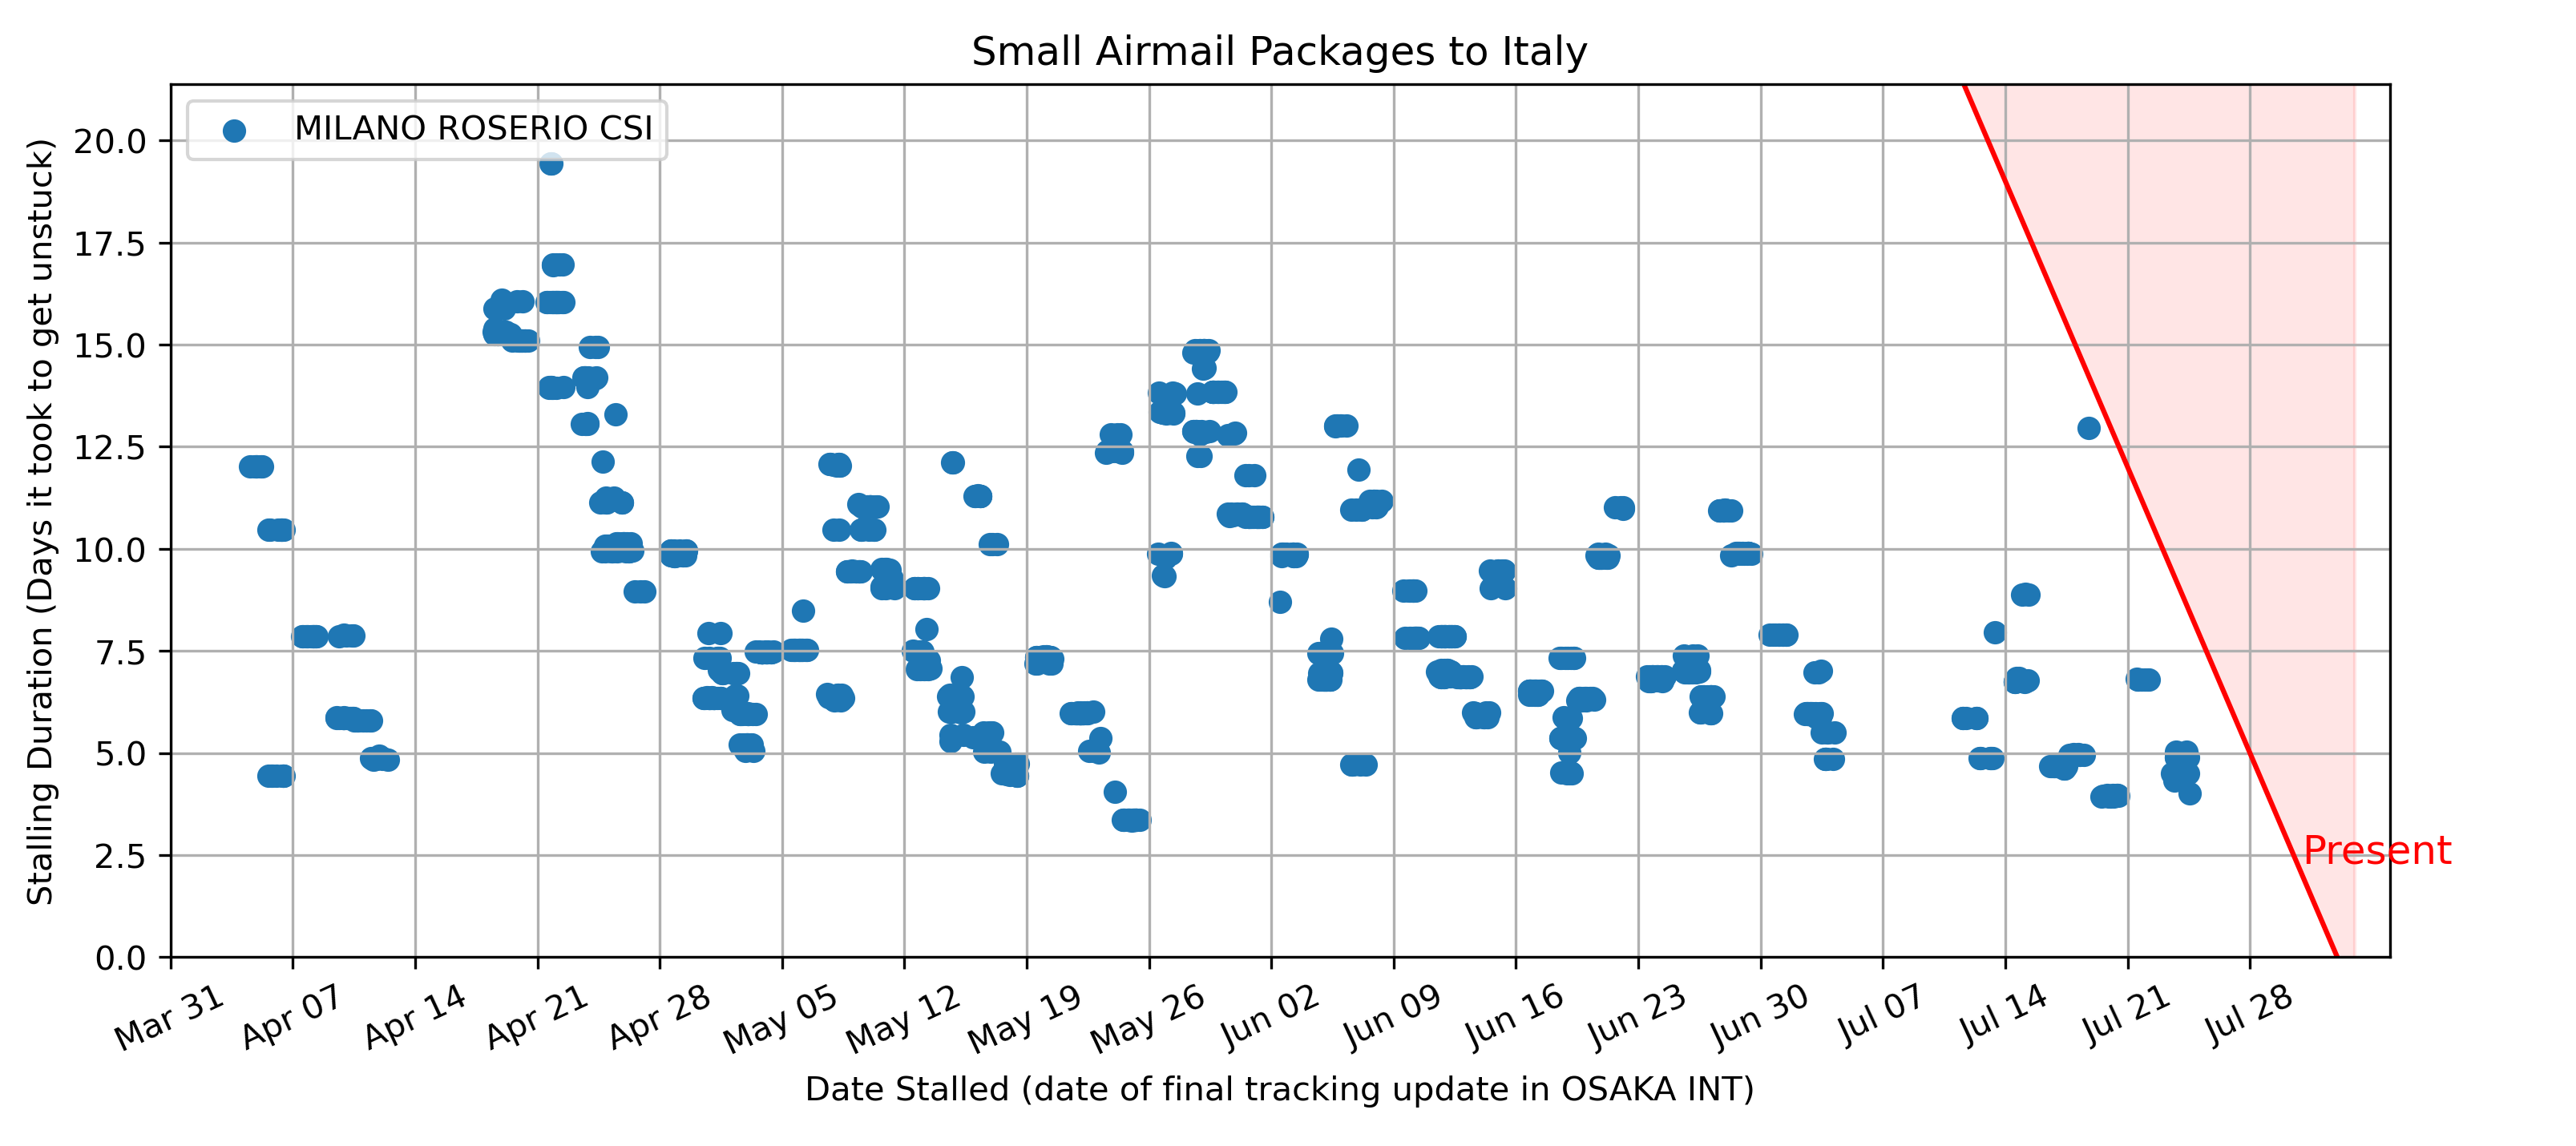 Small Airmail Packages to Italy
MILANO ROSERIO CSI
Stalling Duration (Days it took to get unstuck)
20.0
17.5
15.0
12.5
10.0
7.5
5.0
2.5
0.0
Present
Mar 31
Apr 07
Apr 14
Apr 21
Apr 28
May 05
May 12
May 19
May 26
Jun 02
Jun 09
Jun 16
Jun 23
Jun 30
Jul 07
Jul 14
Jul 21
Jul 28
Date Stalled (date of final tracking update in OSAKA INT)